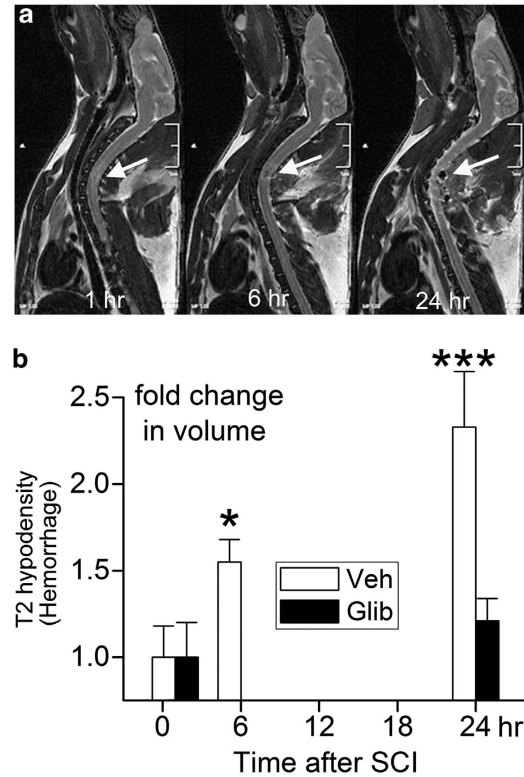 a
1 hr
6 hr
24 hr
b
fold change
in volume
***
*
2.5
2.0
1.5
1.0
T2 hypodensity
(Hemorrhage)
Veh
Glib
0 6 12 18 24 hr
Time after SCI